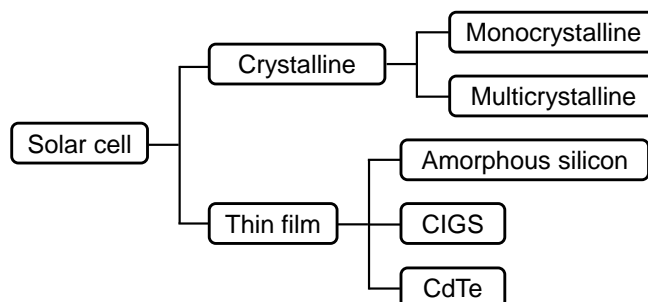 Monocrystalline
Crystalline
Multicrystalline
Solar cell
Amorphous silicon
Thin film
CIGS
CdTe